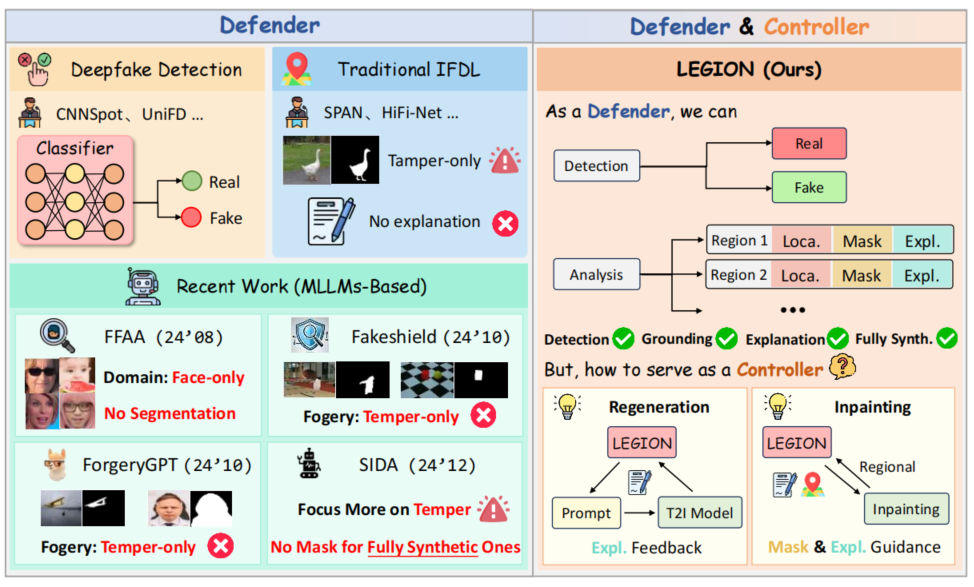 Defender
Deepfake Detection
CNNSpot、UniFD ...
Classifier
Real
Fake
Traditional IFDL
SPAN、HiFi-Net ...
Tamper-only
No explanation
Recent Work (MLLMs-Based)
FFAA (24’08)
Domain: Face-only
No Segmentation
Fakeshield (24’10)
Fogery: Temper-only
ForgeryGPT (24’10)
Fogery: Temper-only
SIDA (24’12)
Focus More on Temper
No Mask for Fully Synthetic Ones
Defender & Controller
LEGION (Ours)
As a Defender, we can
Detection
Real
Fake
Analysis
Region 1 Loca. Mask Expl.
Region 2 Loca. Mask Expl.
•••
Detection Grounding Explanation Fully Synth.
But, how to serve as a Controller ?
Regeneration
LEGION
Prompt
T2I Model
Expl. Feedback
Inpainting
LEGION
Regional
Inpainting
Mask & Expl. Guidance